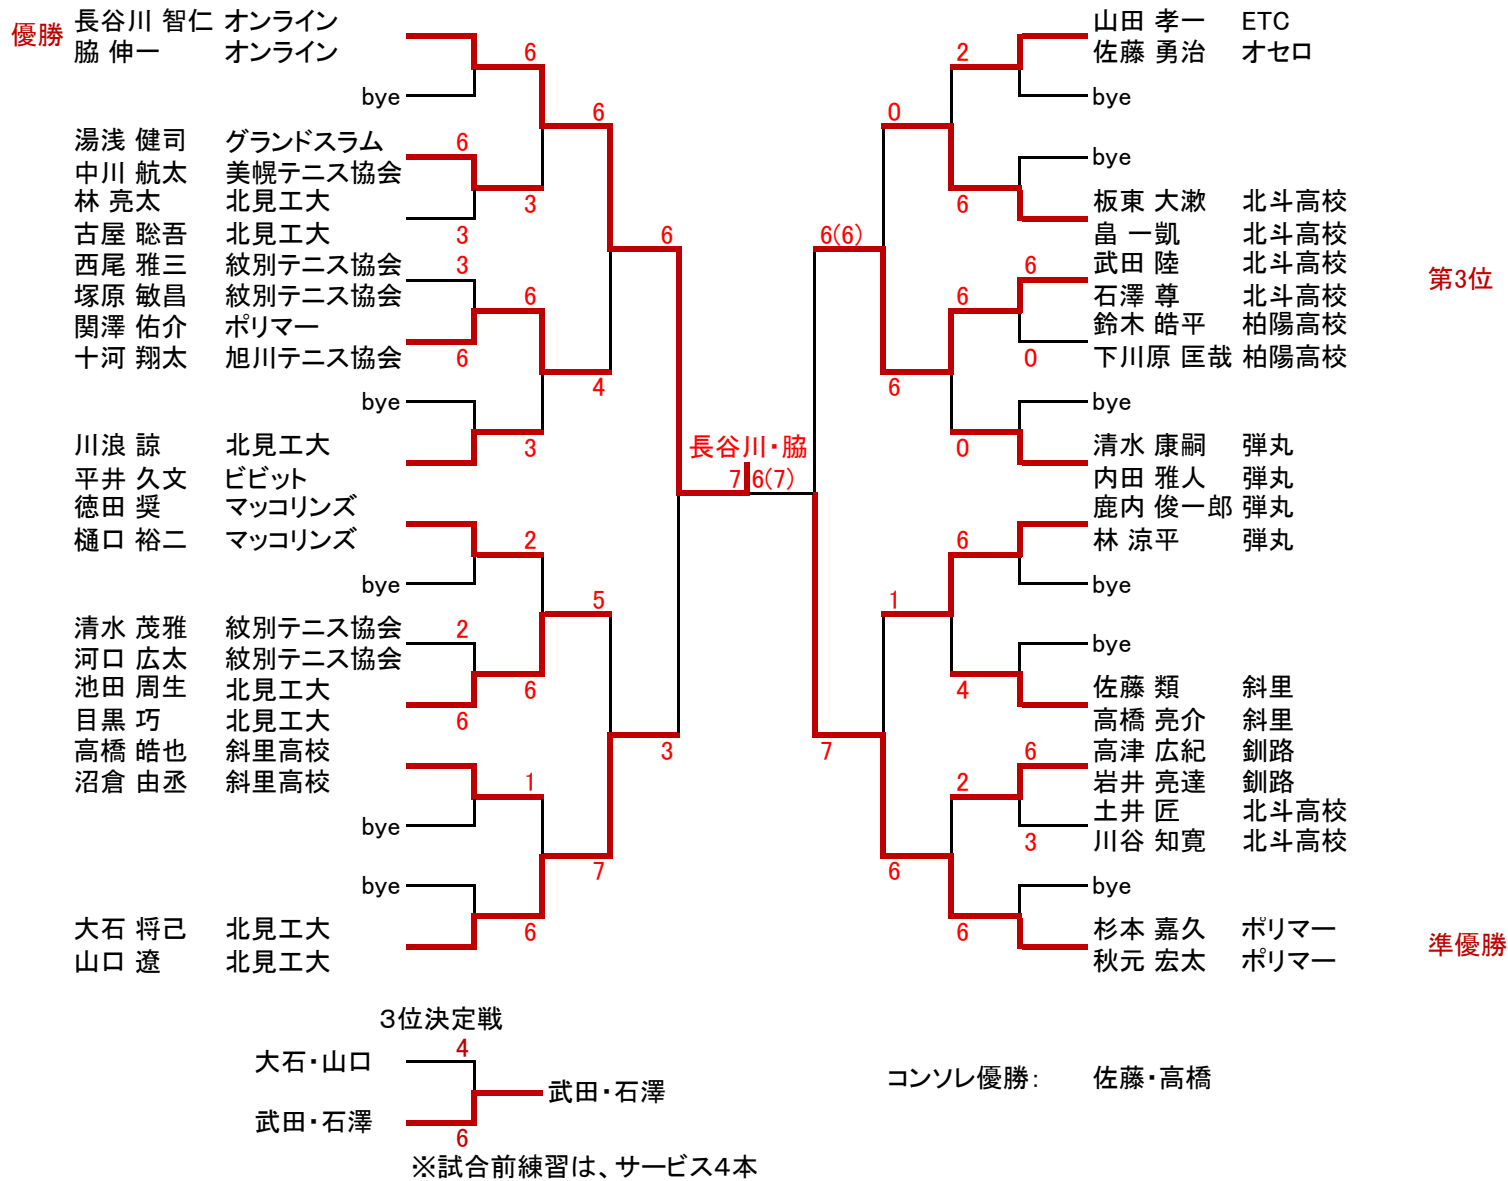 優勝
長谷川 智仁 オンライン
脇 伸一 オンライン
6
bye
6
湯浅 健司 グランドスラム
6
中川 航太 美幌テニス協会
林 亮太 北見工大
3
古屋 聡吾 北見工大
3
6
西尾 雅三 紋別テニス協会
3
塚原 敏昌 紋別テニス協会
6
関澤 佑介 ポリマー
十河 翔太 旭川テニス協会
6
4
bye
川浪 諒 北見工大
3
平井 久文 ビビット
徳田 奨 マッコリンズ
樋口 裕二 マッコリンズ
2
bye
5
清水 茂雅 紋別テニス協会
2
河口 広太 紋別テニス協会
池田 周生 北見工大
6
目黒 巧 北見工大
6
高橋 皓也 斜里高校
3
沼倉 由丞 斜里高校
1
bye
7
bye
大石 将己 北見工大
6
山口 遼 北見工大
長谷川・脇
7 6(7)
山田 孝一 ETC
佐藤 勇治 オセロ
2
bye
0
bye
板東 大漱 北斗高校
6
畠 一凱 北斗高校
6(6)
武田 陸 北斗高校
6
第3位
石澤 尊 北斗高校
6
鈴木 皓平 柏陽高校
下川原 匡哉 柏陽高校
0
6
bye
清水 康嗣 弾丸
0
内田 雅人 弾丸
鹿内 俊一郎 弾丸
林 涼平 弾丸
6
bye
1
bye
佐藤 類 斜里
4
高橋 亮介 斜里
高津 広紀 釧路
6
7
岩井 亮達 釧路
2
土井 匠 北斗高校
川谷 知寛 北斗高校
3
6
bye
杉本 嘉久 ポリマー
6
秋元 宏太 ポリマー
準優勝
3位決定戦
4
大石・山口
武田・石澤
武田・石澤
6
コンソレ優勝: 佐藤・高橋
※試合前練習は、サービス4本